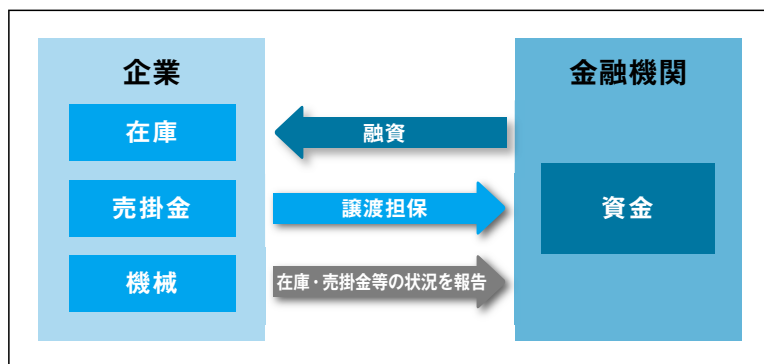 企業
在庫
売掛金
機械
融資
譲渡担保
在庫・売掛金等の状況を報告
金融機関
資金